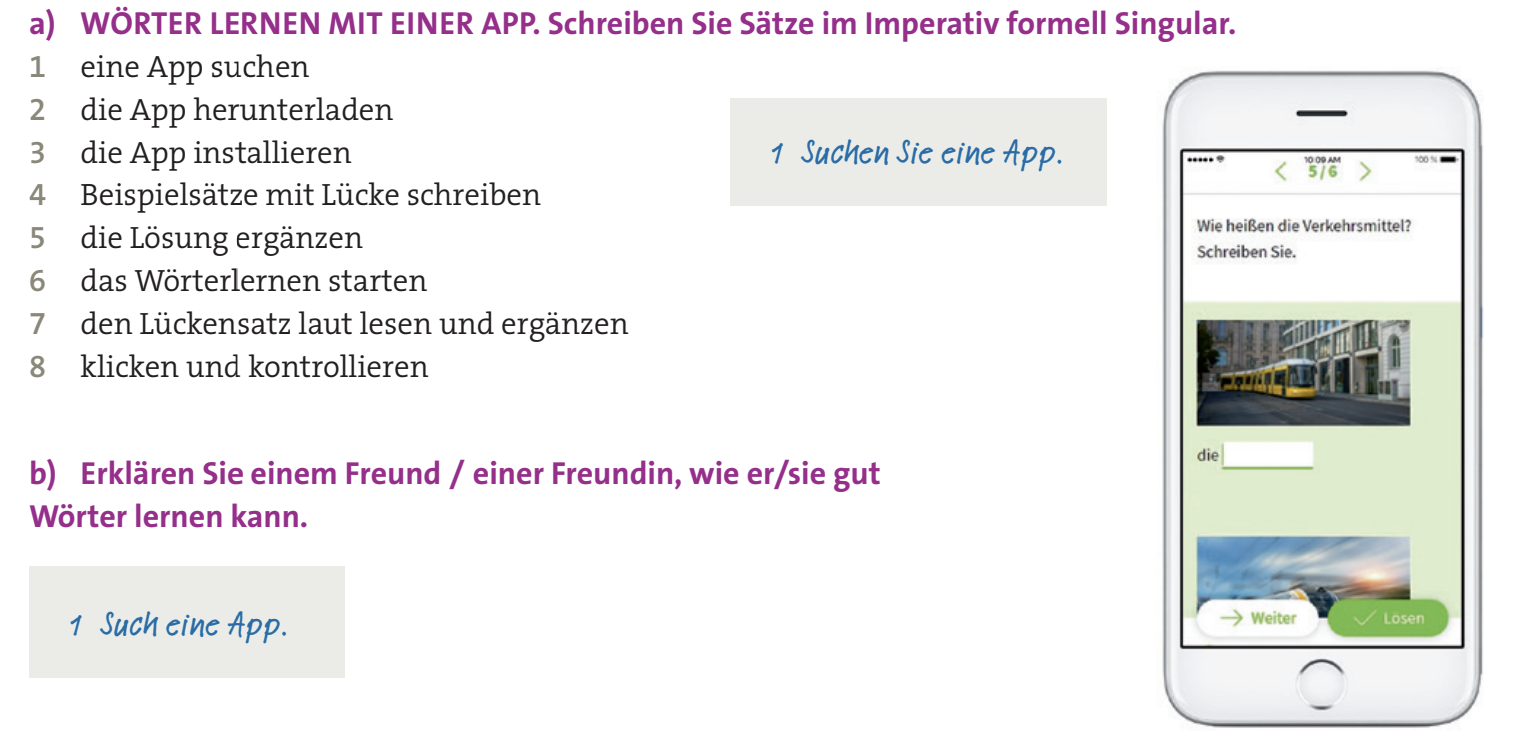 a) WÖRTER LERNEN MIT EINER APP. Schreiben Sie Sätze im Imperativ formell Singular.
1 eine App suchen
2 die App herunterladen
3 die App installieren
4 Beispielsätze mit Lücke schreiben
5 die Lösung ergänzen
6 das Wörterlernen starten
7 den Lückensatz laut lesen und ergänzen
8 klicken und kontrollieren
1 Suchen Sie eine App.
b) Erklären Sie einem Freund / einer Freundin, wie er/sie gut
Wörter lernen kann.
1 Such eine App.
10:09 AM
100 %
< 5/6 >
Wie heißen die Verkehrsmittel?
Schreiben Sie.
die
→ Weiter
✓ Lösen